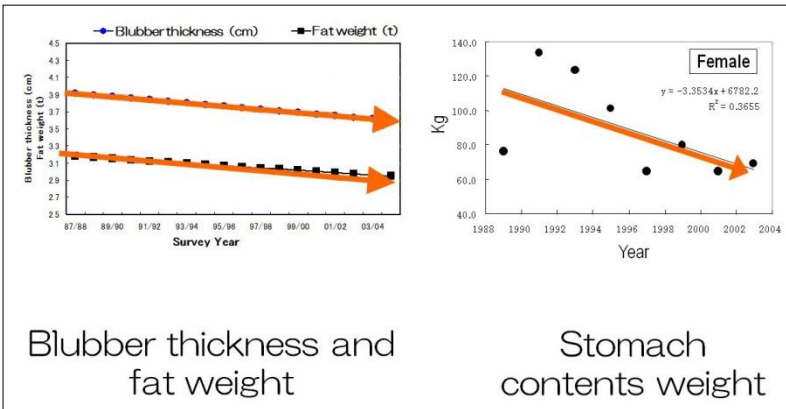 Blubber thickness (cm) Fat weight (t)
4.5
4.3
4.1
3.9
3.7
3.5
3.3
3.1
2.9
2.7
2.5
Blubber thickness (cm)
Fat weight (t)
87/88 89/90 91/92 93/94 95/96 97/98 99/00 01/02 03/04
Survey Year
140.0
120.0
100.0
80.0
60.0
40.0
Kg
Female
y = -3.3534x + 6782.2
R² = 0.3655
1988 1990 1992 1994 1996 1998 2000 2002 2004
Year
Blubber thickness and
fat weight
Stomach
contents weight